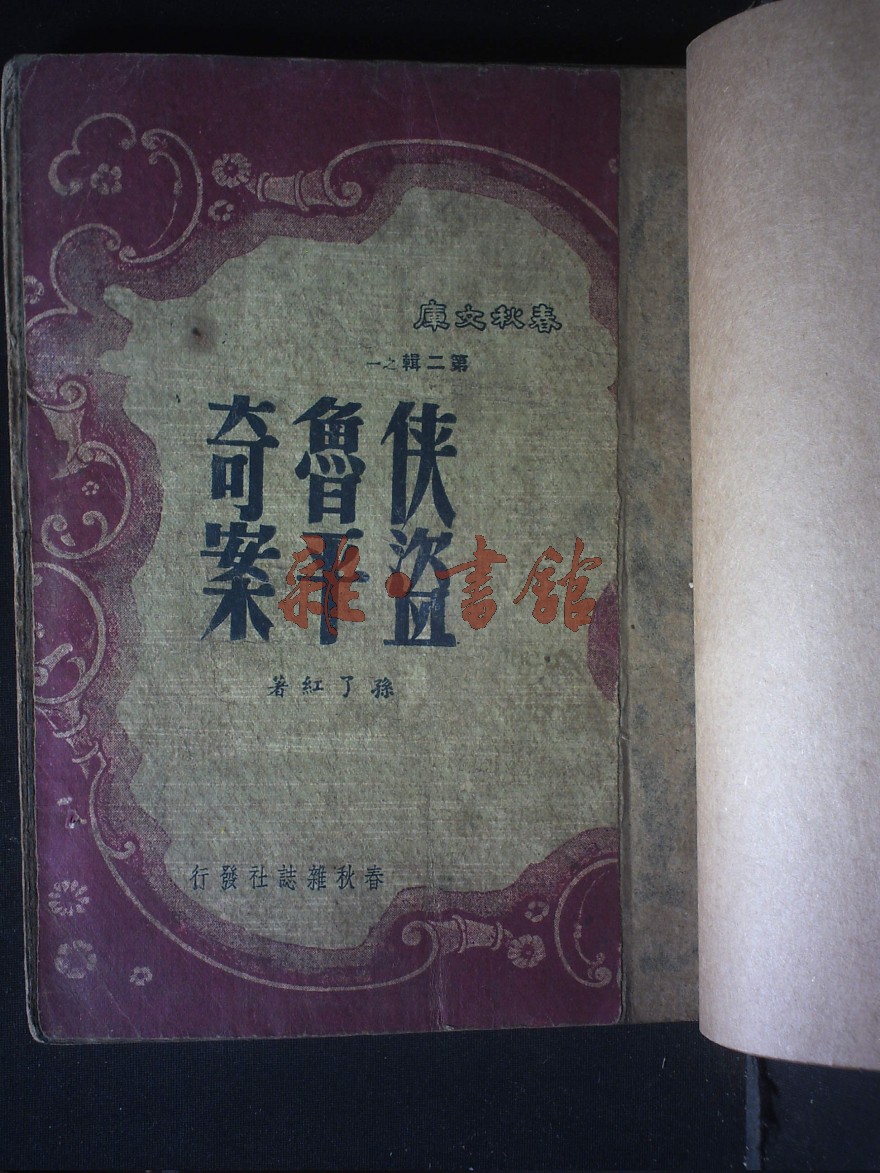 春秋文庫
第二輯之一
俠盜
魯平
奇案
孫了紅著
春秋雜誌社發行
雜·書館